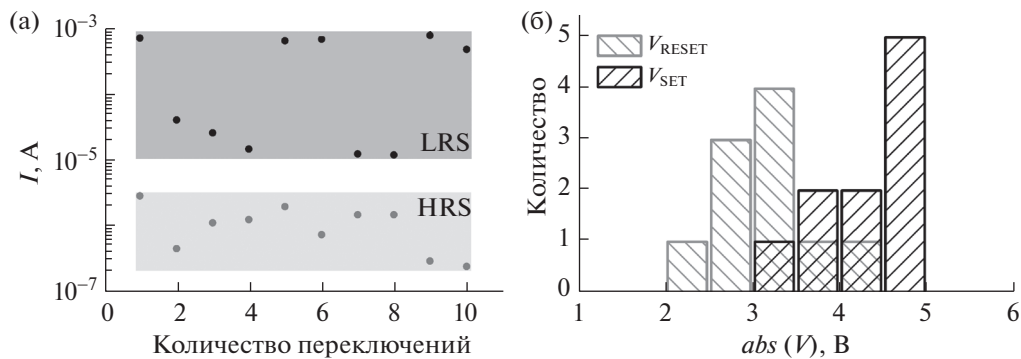 (а)
10⁻³
10⁻⁵
10⁻⁷
I, А
LRS
HRS
0 2 4 6 8 10
Количество переключений
(б)
5
4
3
2
1
0
Количество
V_RESET
V_SET
1 2 3 4 5 6
abs (V), В